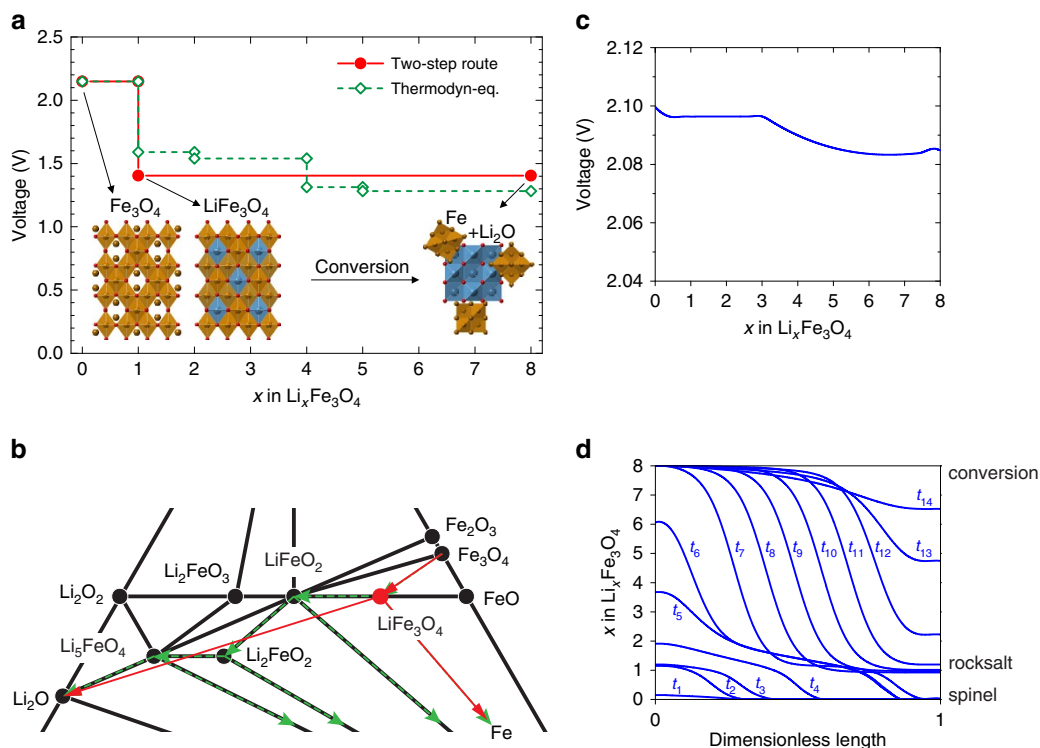 a
2.5
2.0
1.5
1.0
0.5
0.0
Voltage (V)
Two-step route
Thermodyn-eq.
Fe₃O₄
LiFe₃O₄
Fe
+Li₂O
Conversion
0 1 2 3 4 5 6 7 8
x in LiₓFe₃O₄
c
2.12
2.10
2.08
2.06
2.04
Voltage (V)
0 1 2 3 4 5 6 7 8
x in LiₓFe₃O₄
b
Fe₂O₃
Fe₃O₄
LiFeO₂
Li₂FeO₃
Li₂O₂
FeO
LiFe₃O₄
Li₅FeO₄
Li₂FeO₂
Li₂O
Fe
d
8
7
6
5
4
3
2
1
0
x in LiₓFe₃O₄
conversion
rocksalt
spinel
t₁
t₂
t₃
t₄
t₅
t₆
t₇
t₈
t₉
t₁₀
t₁₁
t₁₂
t₁₃
t₁₄
0 1
Dimensionless length